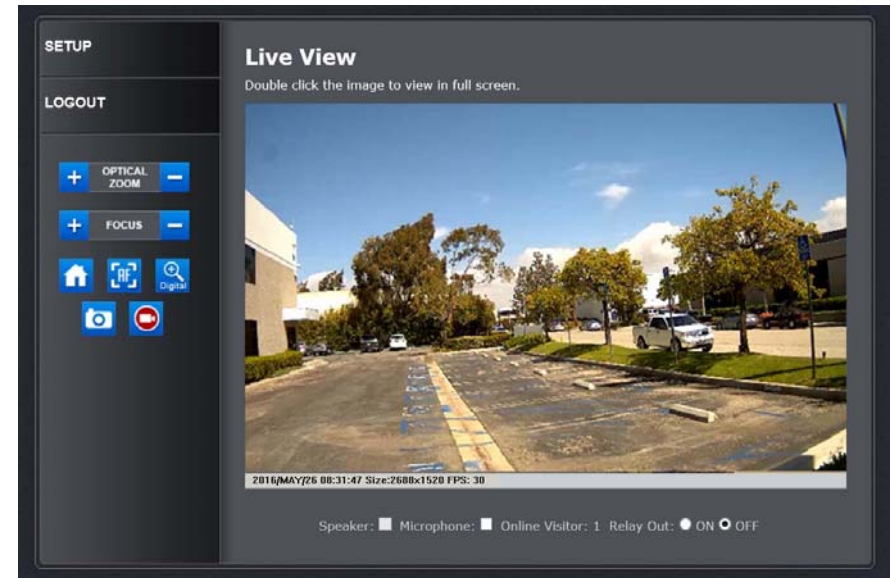 SETUP
LOGOUT
+ OPTICAL ZOOM −
+ FOCUS −
AF
Digital
Live View
Double click the image to view in full screen.
2016/MAY/26 08:31:47 Size:2688x1520 FPS: 30
Speaker: Microphone: Online Visitor: 1 Relay Out: ON OFF